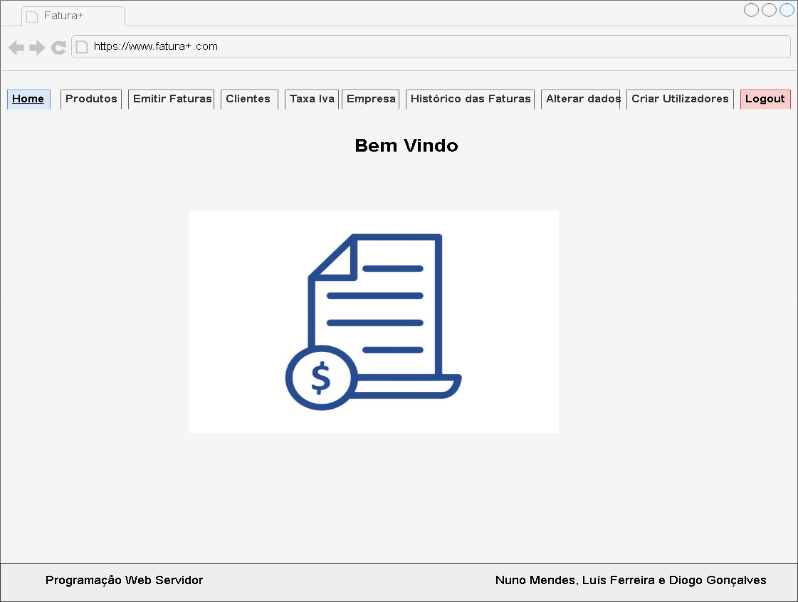 Fatura+
https://www.fatura+.com
Home Produtos Emitir Faturas Clientes Taxa Iva Empresa Histórico das Faturas Alterar dados Criar Utilizadores Logout
Bem Vindo
$
Programação Web Servidor Nuno Mendes, Luís Ferreira e Diogo Gonçalves